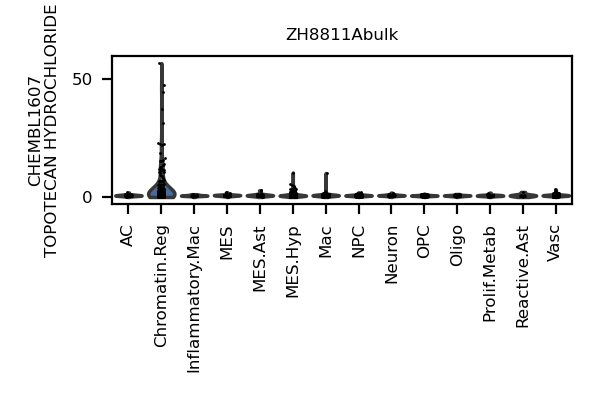 ZH8811Abulk
CHEMBL1607
TOPOTECAN HYDROCHLORIDE
50
0
AC
Chromatin.Reg
Inflammatory.Mac
MES
MES.Ast
MES.Hyp
Mac
NPC
Neuron
OPC
Oligo
Prolif.Metab
Reactive.Ast
Vasc